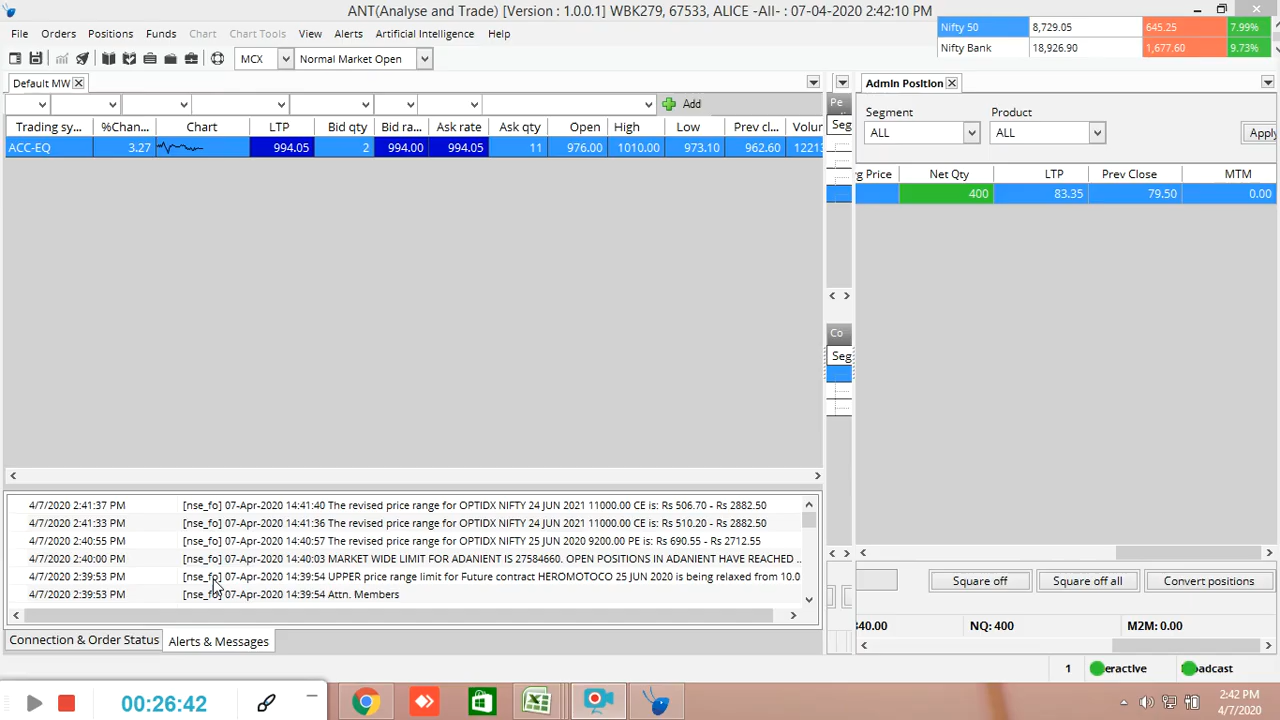 ANT(Analyse and Trade) [Version : 1.0.0.1] WBK279, 67533, ALICE -All- : 07-04-2020 2:42:10 PM
File Orders Positions Funds Chart Chart Tools View Alerts Artificial Intelligence Help
Nifty 50 8,729.05 645.25 7.99%
Nifty Bank 18,926.90 1,677.60 9.73%
MCX Normal Market Open
Default MW
Add
Trading sy... %Chan... Chart LTP Bid qty Bid ra... Ask rate Ask qty Open High Low Prev cl... Volur
ACC-EQ 3.27 994.05 2 994.00 994.05 11 976.00 1010.00 973.10 962.60 12213
Pe
Seg
Co
Seg
Admin Position
Segment Product
ALL ALL Apply
g Price Net Qty LTP Prev Close MTM
400 83.35 79.50 0.00
4/7/2020 2:41:37 PM [nse_fo] 07-Apr-2020 14:41:40 The revised price range for OPTIDX NIFTY 24 JUN 2021 11000.00 CE is: Rs 506.70 - Rs 2882.50
4/7/2020 2:41:33 PM [nse_fo] 07-Apr-2020 14:41:36 The revised price range for OPTIDX NIFTY 24 JUN 2021 11000.00 CE is: Rs 510.20 - Rs 2882.50
4/7/2020 2:40:55 PM [nse_fo] 07-Apr-2020 14:40:57 The revised price range for OPTIDX NIFTY 25 JUN 2020 9200.00 PE is: Rs 690.55 - Rs 2712.55
4/7/2020 2:40:00 PM [nse_fo] 07-Apr-2020 14:40:03 MARKET WIDE LIMIT FOR ADANIENT IS 27584660. OPEN POSITIONS IN ADANIENT HAVE REACHED ..
4/7/2020 2:39:53 PM [nse_fo] 07-Apr-2020 14:39:54 UPPER price range limit for Future contract HEROMOTOCO 25 JUN 2020 is being relaxed from 10.0
4/7/2020 2:39:53 PM [nse_fo] 07-Apr-2020 14:39:54 Attn. Members
Square off Square off all Convert positions
340.00 NQ: 400 M2M: 0.00
Connection & Order Status Alerts & Messages
1 eractive oadcast
00:26:42
2:42 PM
4/7/2020